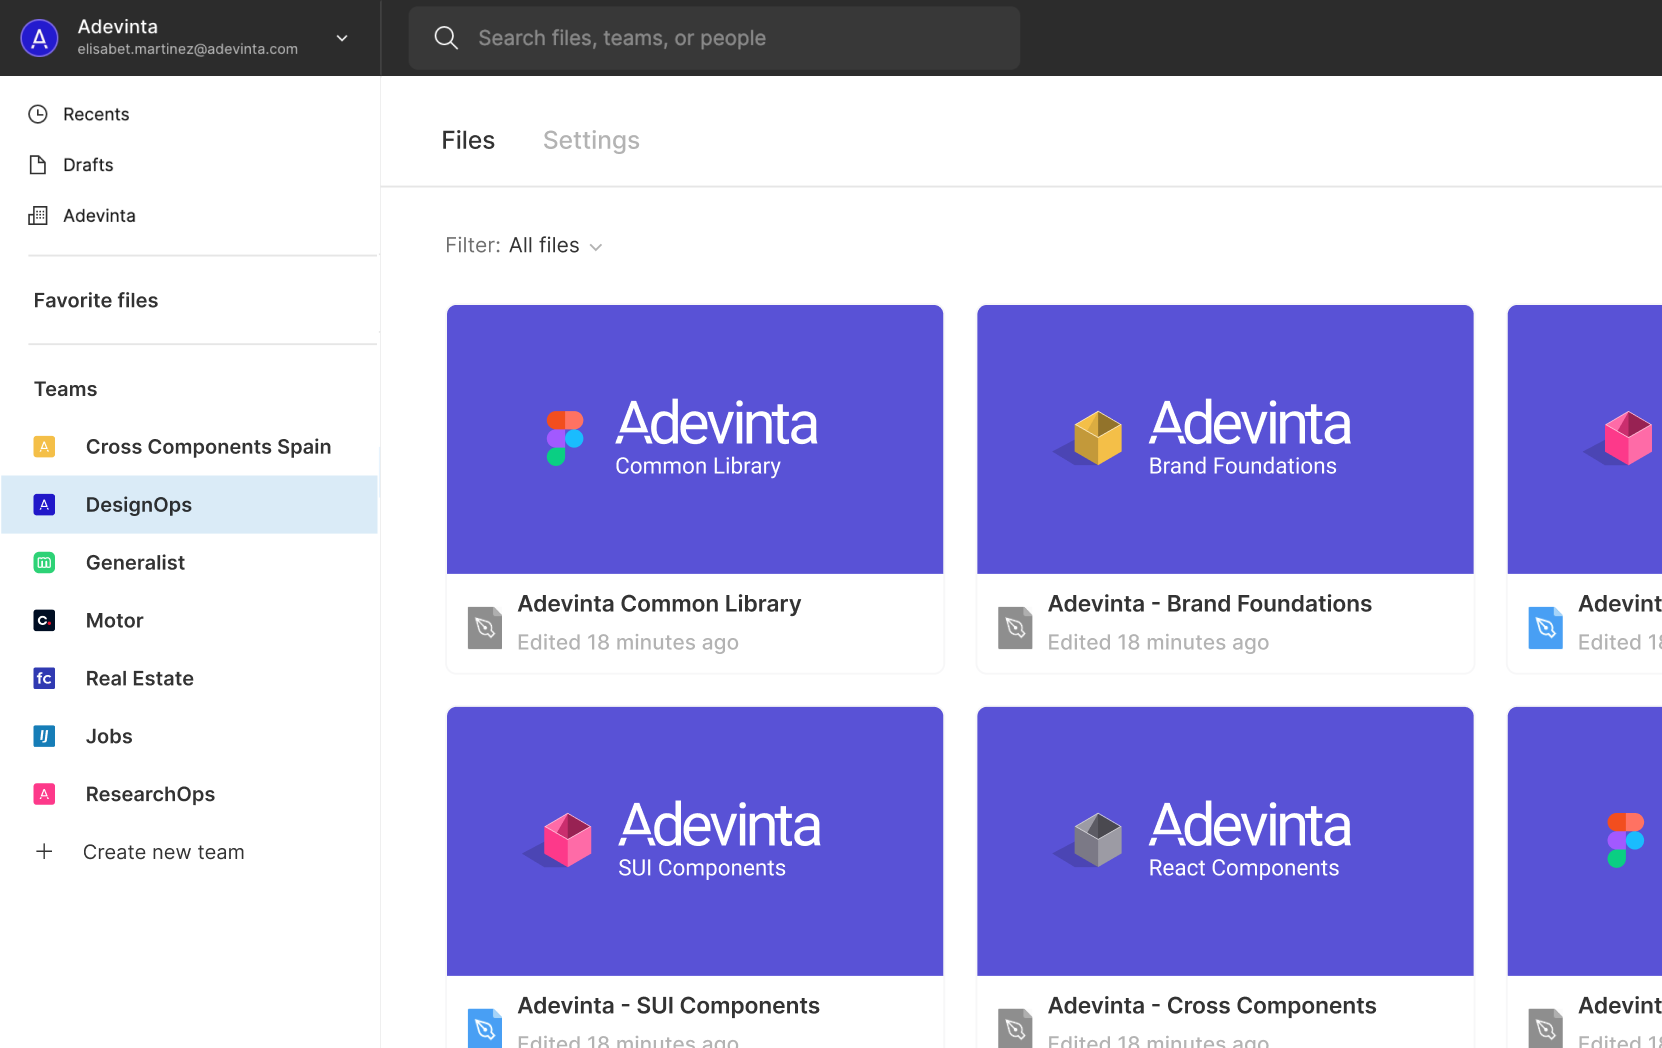 Adevinta
elisabet.martinez@adevinta.com
Search files, teams, or people
Recents
Drafts
Adevinta
Favorite files
Teams
A Cross Components Spain
A DesignOps
m Generalist
c. Motor
fc Real Estate
IJ Jobs
A ResearchOps
+ Create new team
Files Settings
Filter: All files
Adevinta
Common Library
Adevinta Common Library
Edited 18 minutes ago
Adevinta
Brand Foundations
Adevinta - Brand Foundations
Edited 18 minutes ago
Adevint
Edited 18
Adevinta
SUI Components
Adevinta - SUI Components
Edited 18 minutes ago
Adevinta
React Components
Adevinta - Cross Components
Edited 18 minutes ago
Adevint
Edited 18